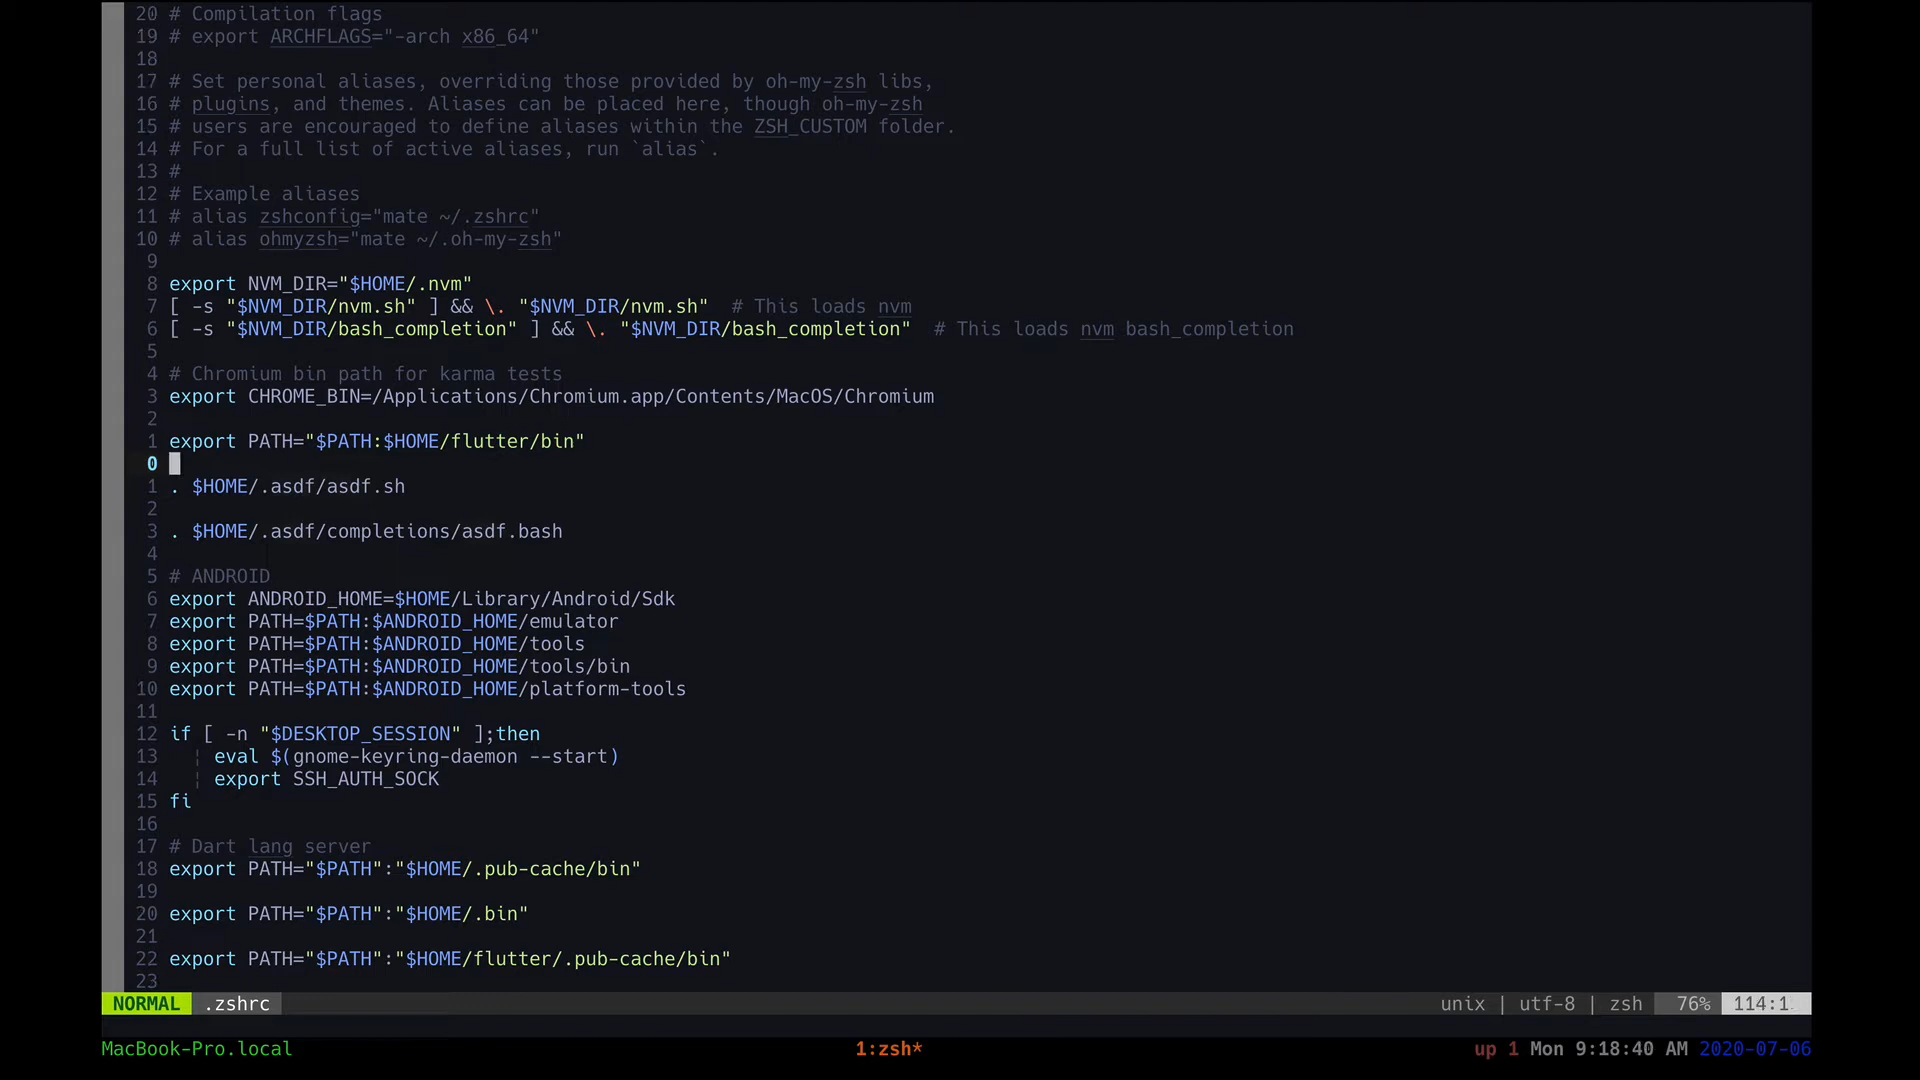 20 # Compilation flags
19 # export ARCHFLAGS="-arch x86_64"
18
17 # Set personal aliases, overriding those provided by oh-my-zsh libs,
16 # plugins, and themes. Aliases can be placed here, though oh-my-zsh
15 # users are encouraged to define aliases within the ZSH_CUSTOM folder.
14 # For a full list of active aliases, run `alias`.
13 #
12 # Example aliases
11 # alias zshconfig="mate ~/.zshrc"
10 # alias ohmyzsh="mate ~/.oh-my-zsh"
9
8 export NVM_DIR="$HOME/.nvm"
7 [ -s "$NVM_DIR/nvm.sh" ] && \. "$NVM_DIR/nvm.sh"  # This loads nvm
6 [ -s "$NVM_DIR/bash_completion" ] && \. "$NVM_DIR/bash_completion"  # This loads nvm bash_completion
5
4 # Chromium bin path for karma tests
3 export CHROME_BIN=/Applications/Chromium.app/Contents/MacOS/Chromium
2
1 export PATH="$PATH:$HOME/flutter/bin"
0
1 . $HOME/.asdf/asdf.sh
2
3 . $HOME/.asdf/completions/asdf.bash
4
5 # ANDROID
6 export ANDROID_HOME=$HOME/Library/Android/Sdk
7 export PATH=$PATH:$ANDROID_HOME/emulator
8 export PATH=$PATH:$ANDROID_HOME/tools
9 export PATH=$PATH:$ANDROID_HOME/tools/bin
10 export PATH=$PATH:$ANDROID_HOME/platform-tools
11
12 if [ -n "$DESKTOP_SESSION" ];then
13   ¦ eval $(gnome-keyring-daemon --start)
14   ¦ export SSH_AUTH_SOCK
15 fi
16
17 # Dart lang server
18 export PATH="$PATH":"$HOME/.pub-cache/bin"
19
20 export PATH="$PATH":"$HOME/.bin"
21
22 export PATH="$PATH":"$HOME/flutter/.pub-cache/bin"
23
NORMAL .zshrc unix | utf-8 | zsh 76% 114:1
MacBook-Pro.local 1:zsh* up 1 Mon 9:18:40 AM 2020-07-06